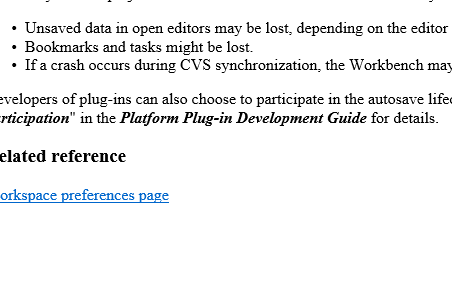 • Unsaved data in open editors may be lost, depending on the editor
• Bookmarks and tasks might be lost.
• If a crash occurs during CVS synchronization, the Workbench may
evelopers of plug-ins can also choose to participate in the autosave lifec
rticipation" in the Platform Plug-in Development Guide for details.
elated reference
orkspace preferences page